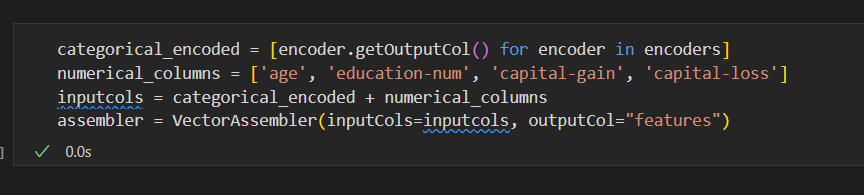 categorical_encoded = [encoder.getOutputCol() for encoder in encoders]
numerical_columns = ['age', 'education-num', 'capital-gain', 'capital-loss']
inputcols = categorical_encoded + numerical_columns
assembler = VectorAssembler(inputCols=inputcols, outputCol="features")
]
✓ 0.0s